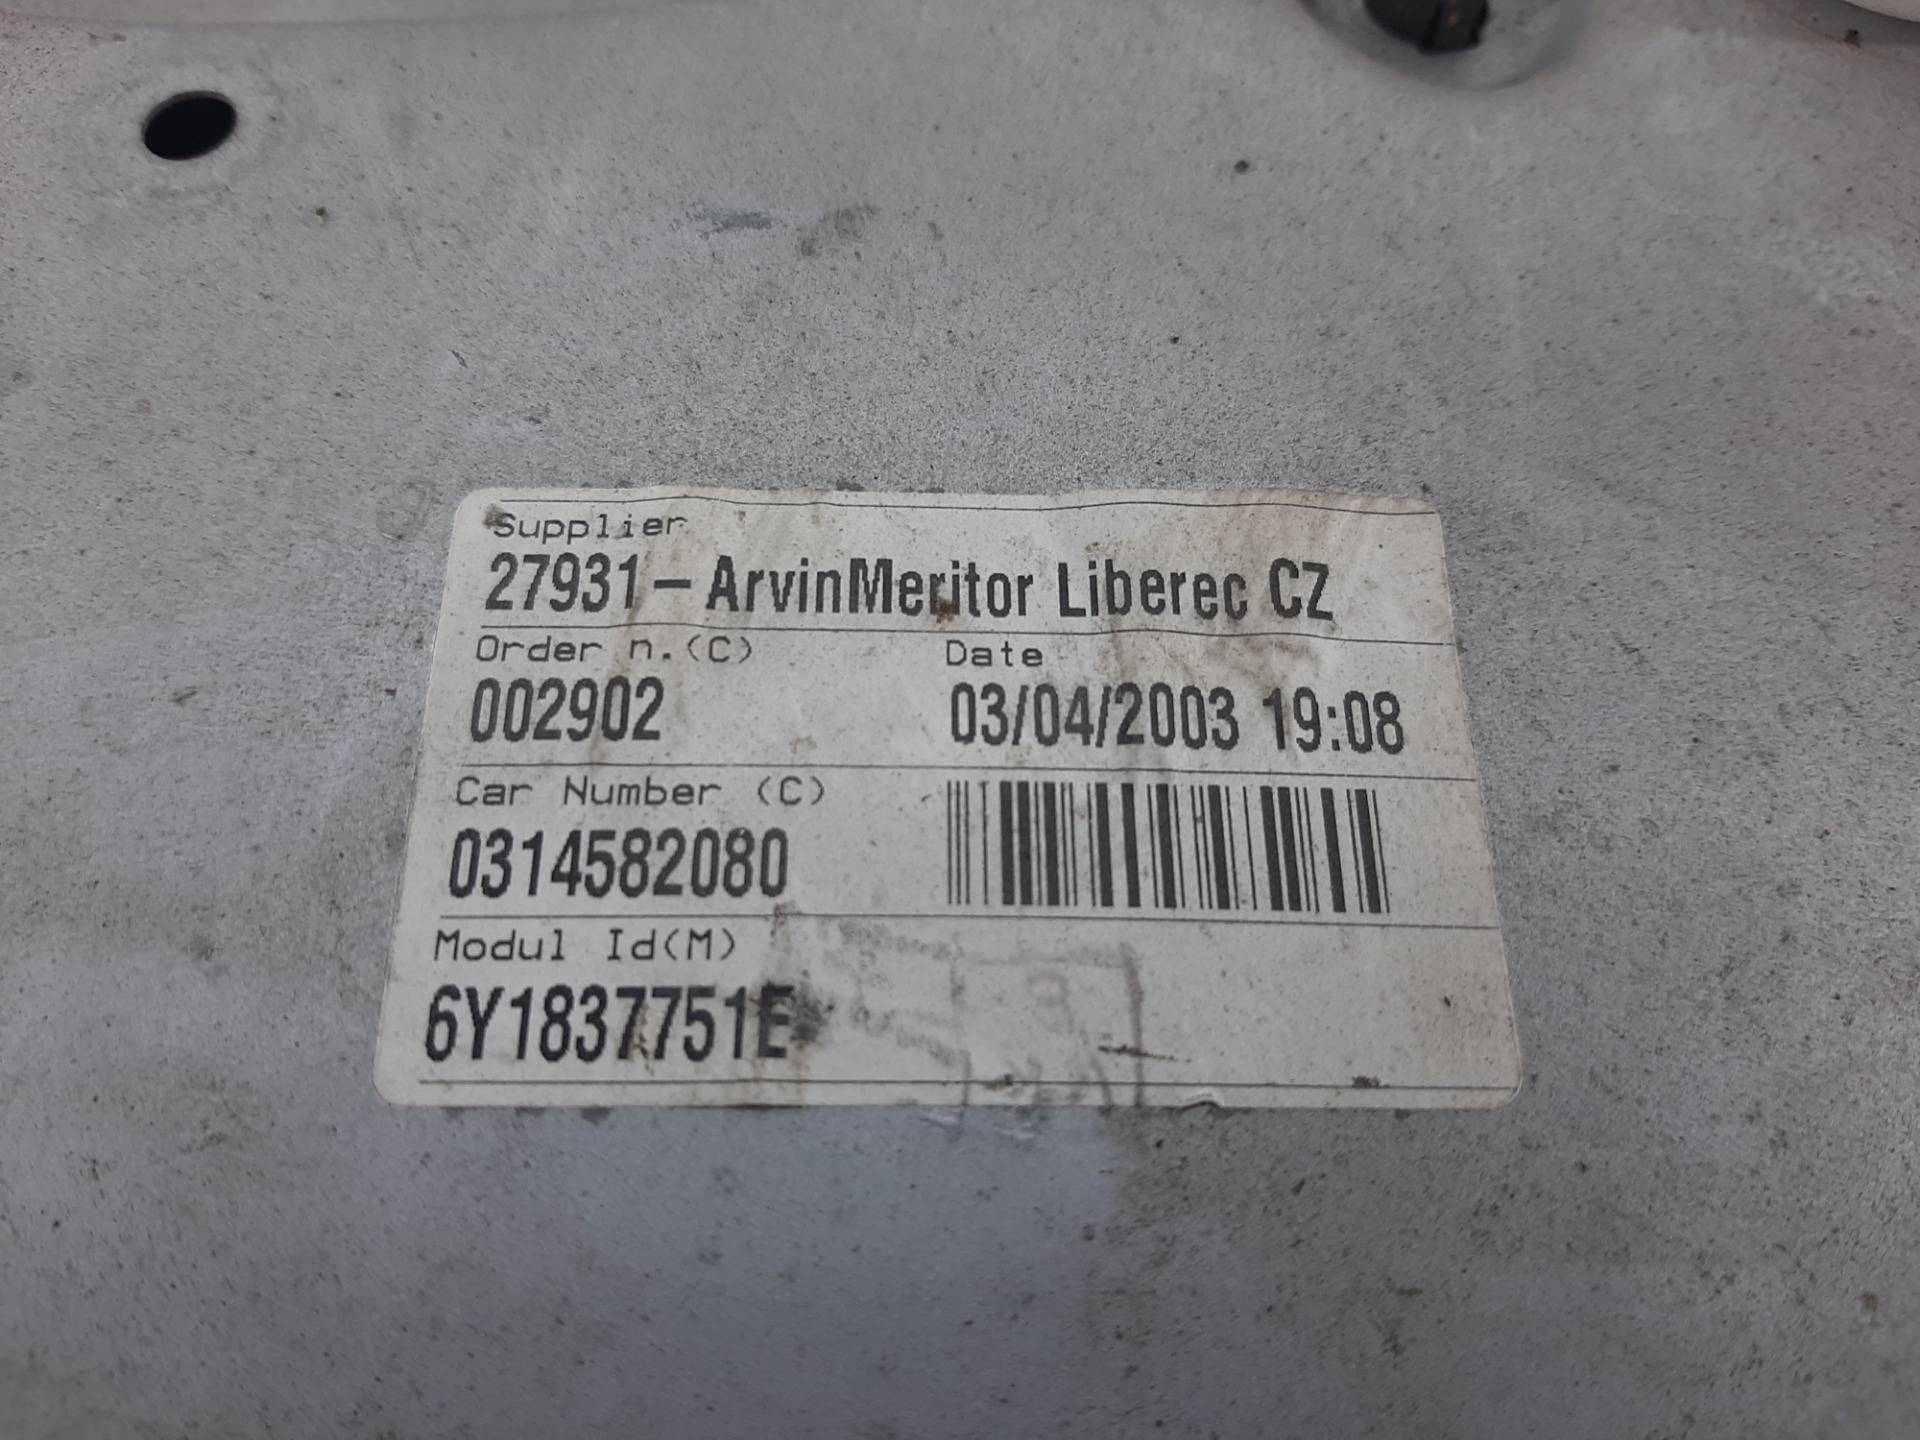 Supplier
27931-ArvinMeritor Liberec CZ
Order n.(C) Date
002902 03/04/2003 19:08
Car Number (C)
0314582080
Modul Id(M)
6Y1837751E